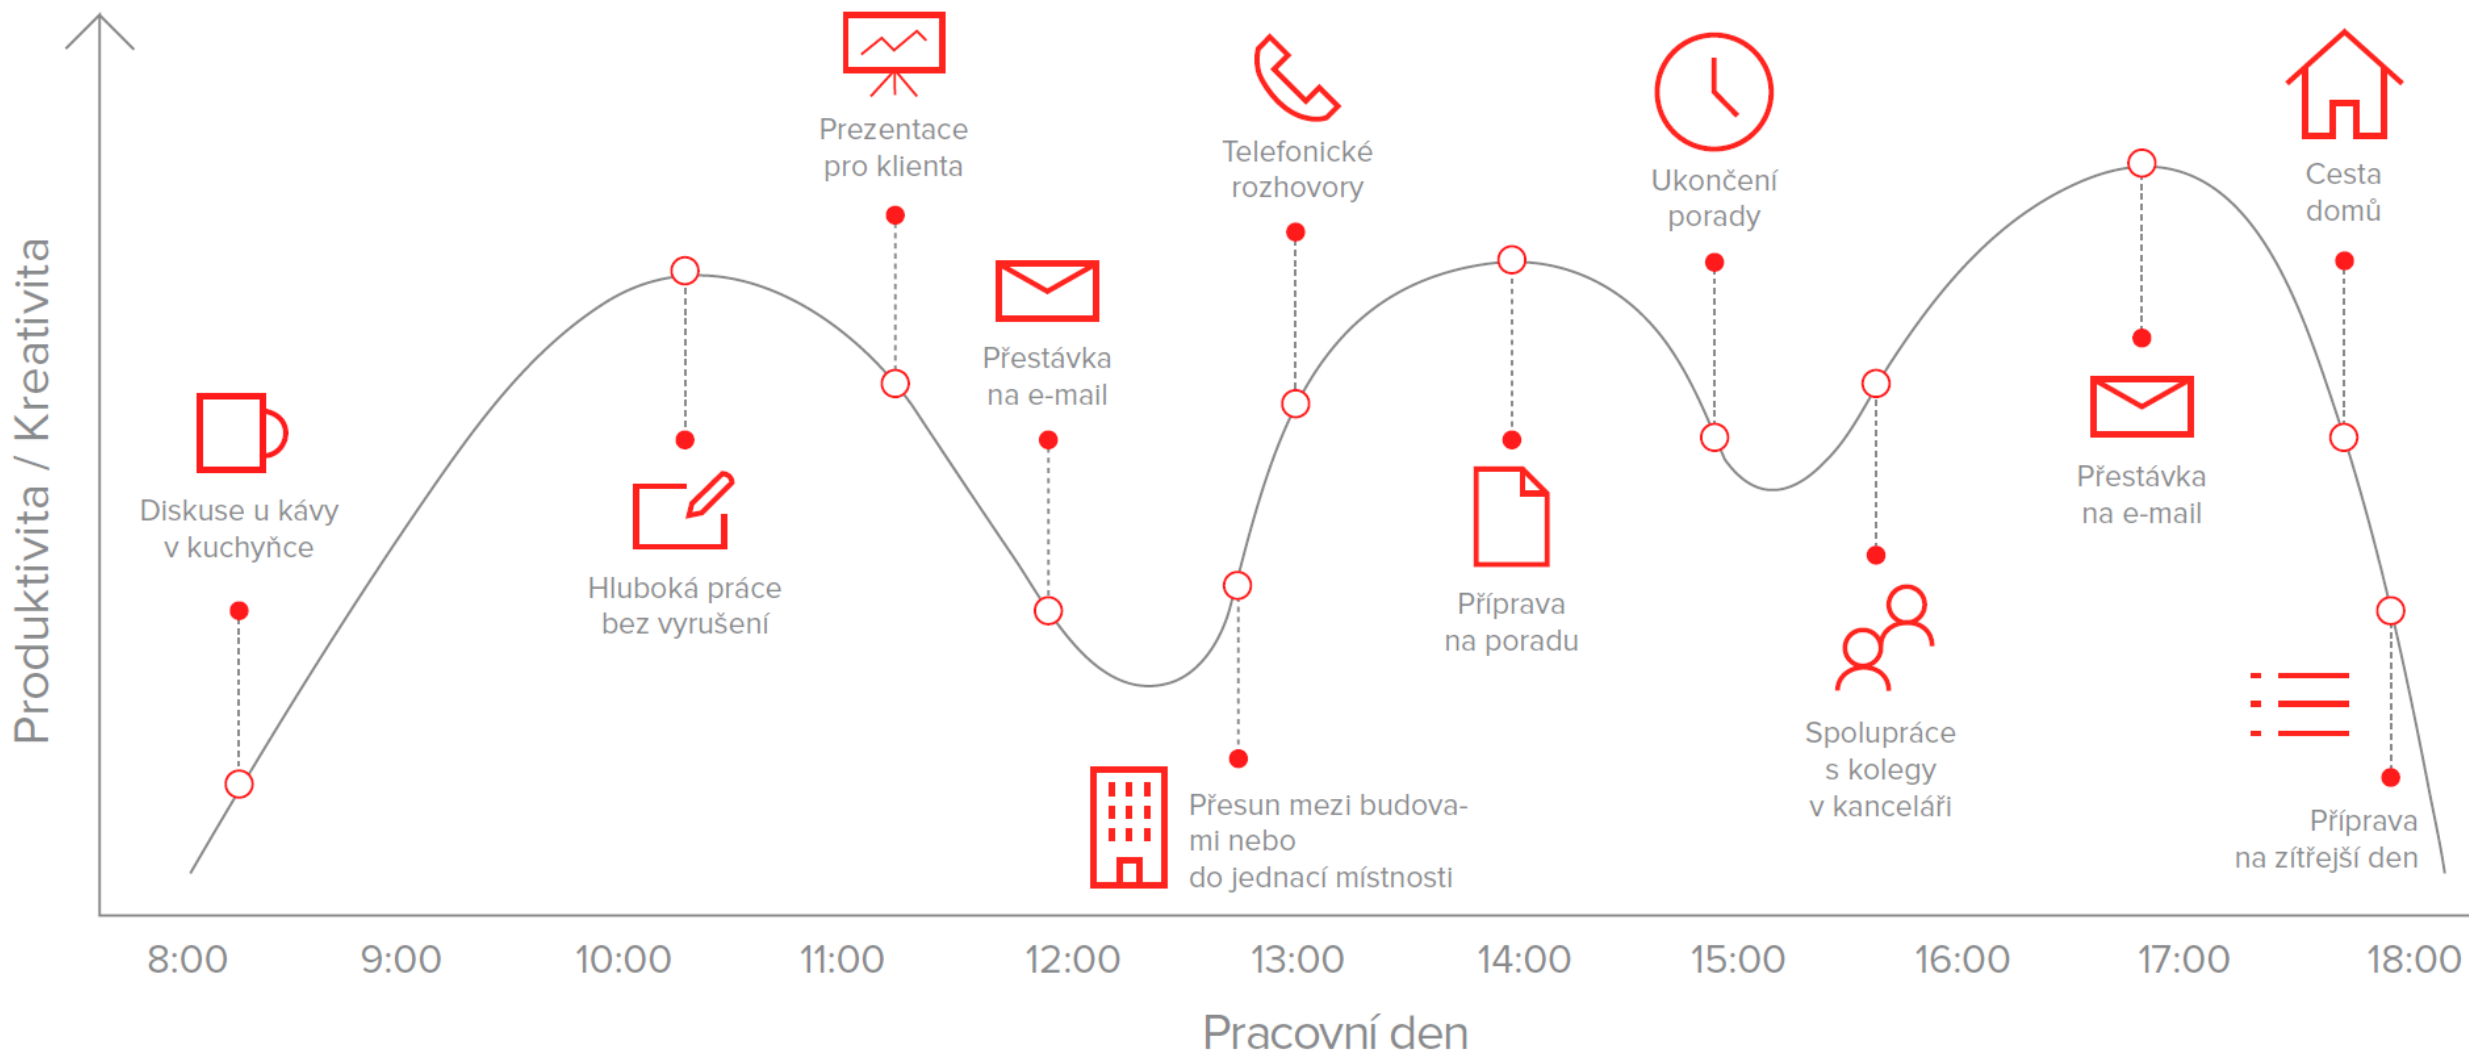 Produktivita / Kreativita
Diskuse u kávy
v kuchyňce
Hluboká práce
bez vyrušení
Prezentace
pro klienta
Přestávka
na e-mail
Přesun mezi budova-
mi nebo
do jednací místnosti
Telefonické
rozhovory
Příprava
na poradu
Ukončení
porady
Spolupráce
s kolegy
v kanceláři
Přestávka
na e-mail
Cesta
domů
Příprava
na zítřejší den
8:00 9:00 10:00 11:00 12:00 13:00 14:00 15:00 16:00 17:00 18:00
Pracovní den